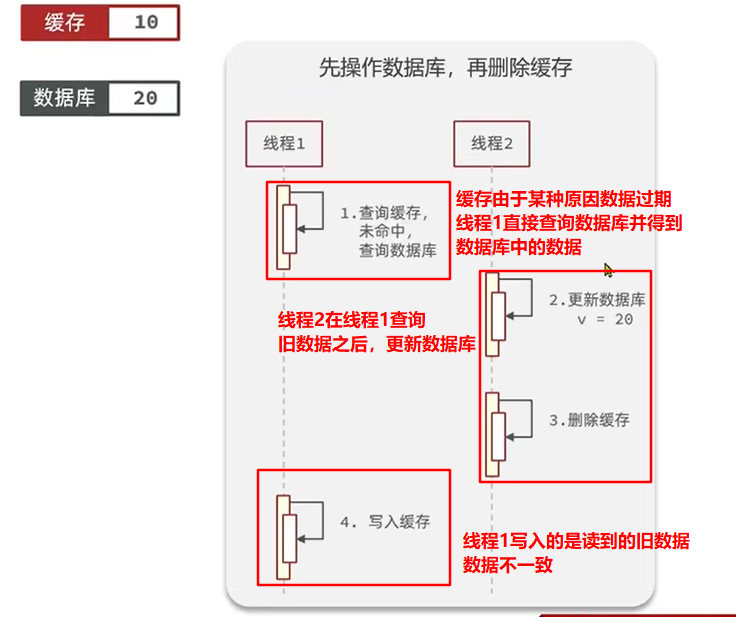 缓存 10
数据库 20
先操作数据库，再删除缓存
线程1
线程2
1.查询缓存，
未命中，
查询数据库
缓存由于某种原因数据过期
线程1直接查询数据库并得到
数据库中的数据
2.更新数据库
v = 20
线程2在线程1查询
旧数据之后，更新数据库
3.删除缓存
4. 写入缓存
线程1写入的是读到的旧数据
数据不一致